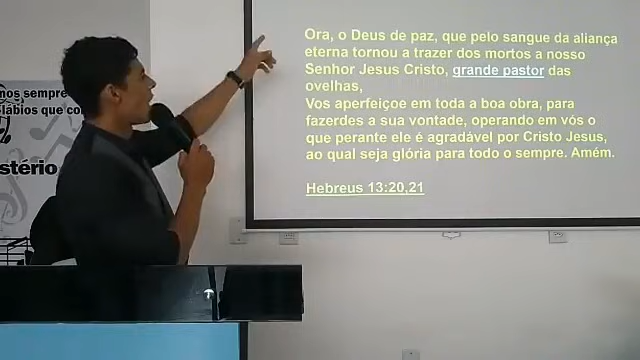 Ora, o Deus de paz, que pelo sangue da aliança
eterna tornou a trazer dos mortos a nosso
Senhor Jesus Cristo, grande pastor das
ovelhas,
Vos aperfeiçoe em toda a boa obra, para
fazerdes a sua vontade, operando em vós o
que perante ele é agradável por Cristo Jesus,
ao qual seja glória para todo o sempre. Amém.
Hebreus 13:20,21
nos sempre
lábios que co
stério